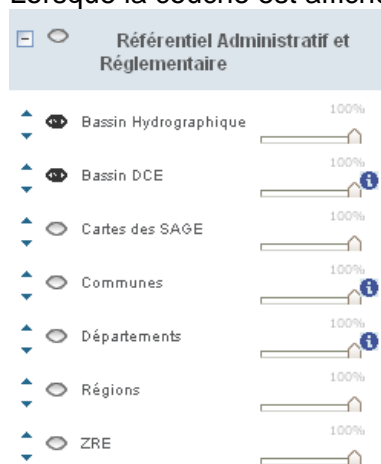 Lorsque la couche est affiché
Référentiel Administratif et
Réglementaire
100%
Bassin Hydrographique
100%
Bassin DCE
100%
Cartes des SAGE
100%
Communes
100%
Départements
100%
Régions
100%
ZRE